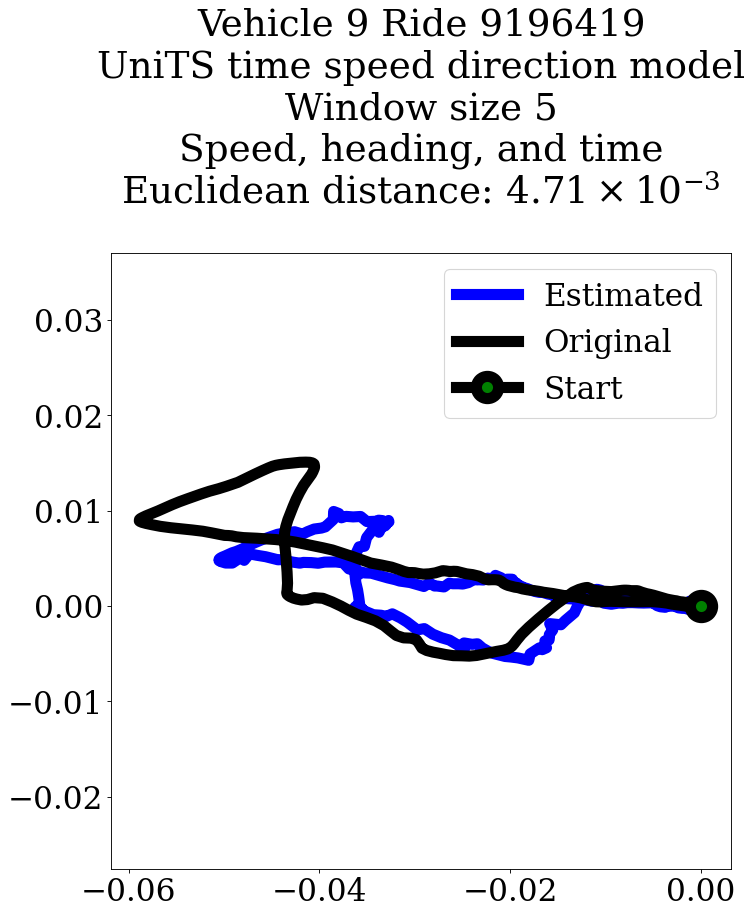 Vehicle 9 Ride 9196419
UniTS time speed direction model
Window size 5
Speed, heading, and time
Euclidean distance: 4.71 × 10⁻³
Estimated
Original
Start
0.03
0.02
0.01
0.00
−0.01
−0.02
−0.06
−0.04
−0.02
0.00